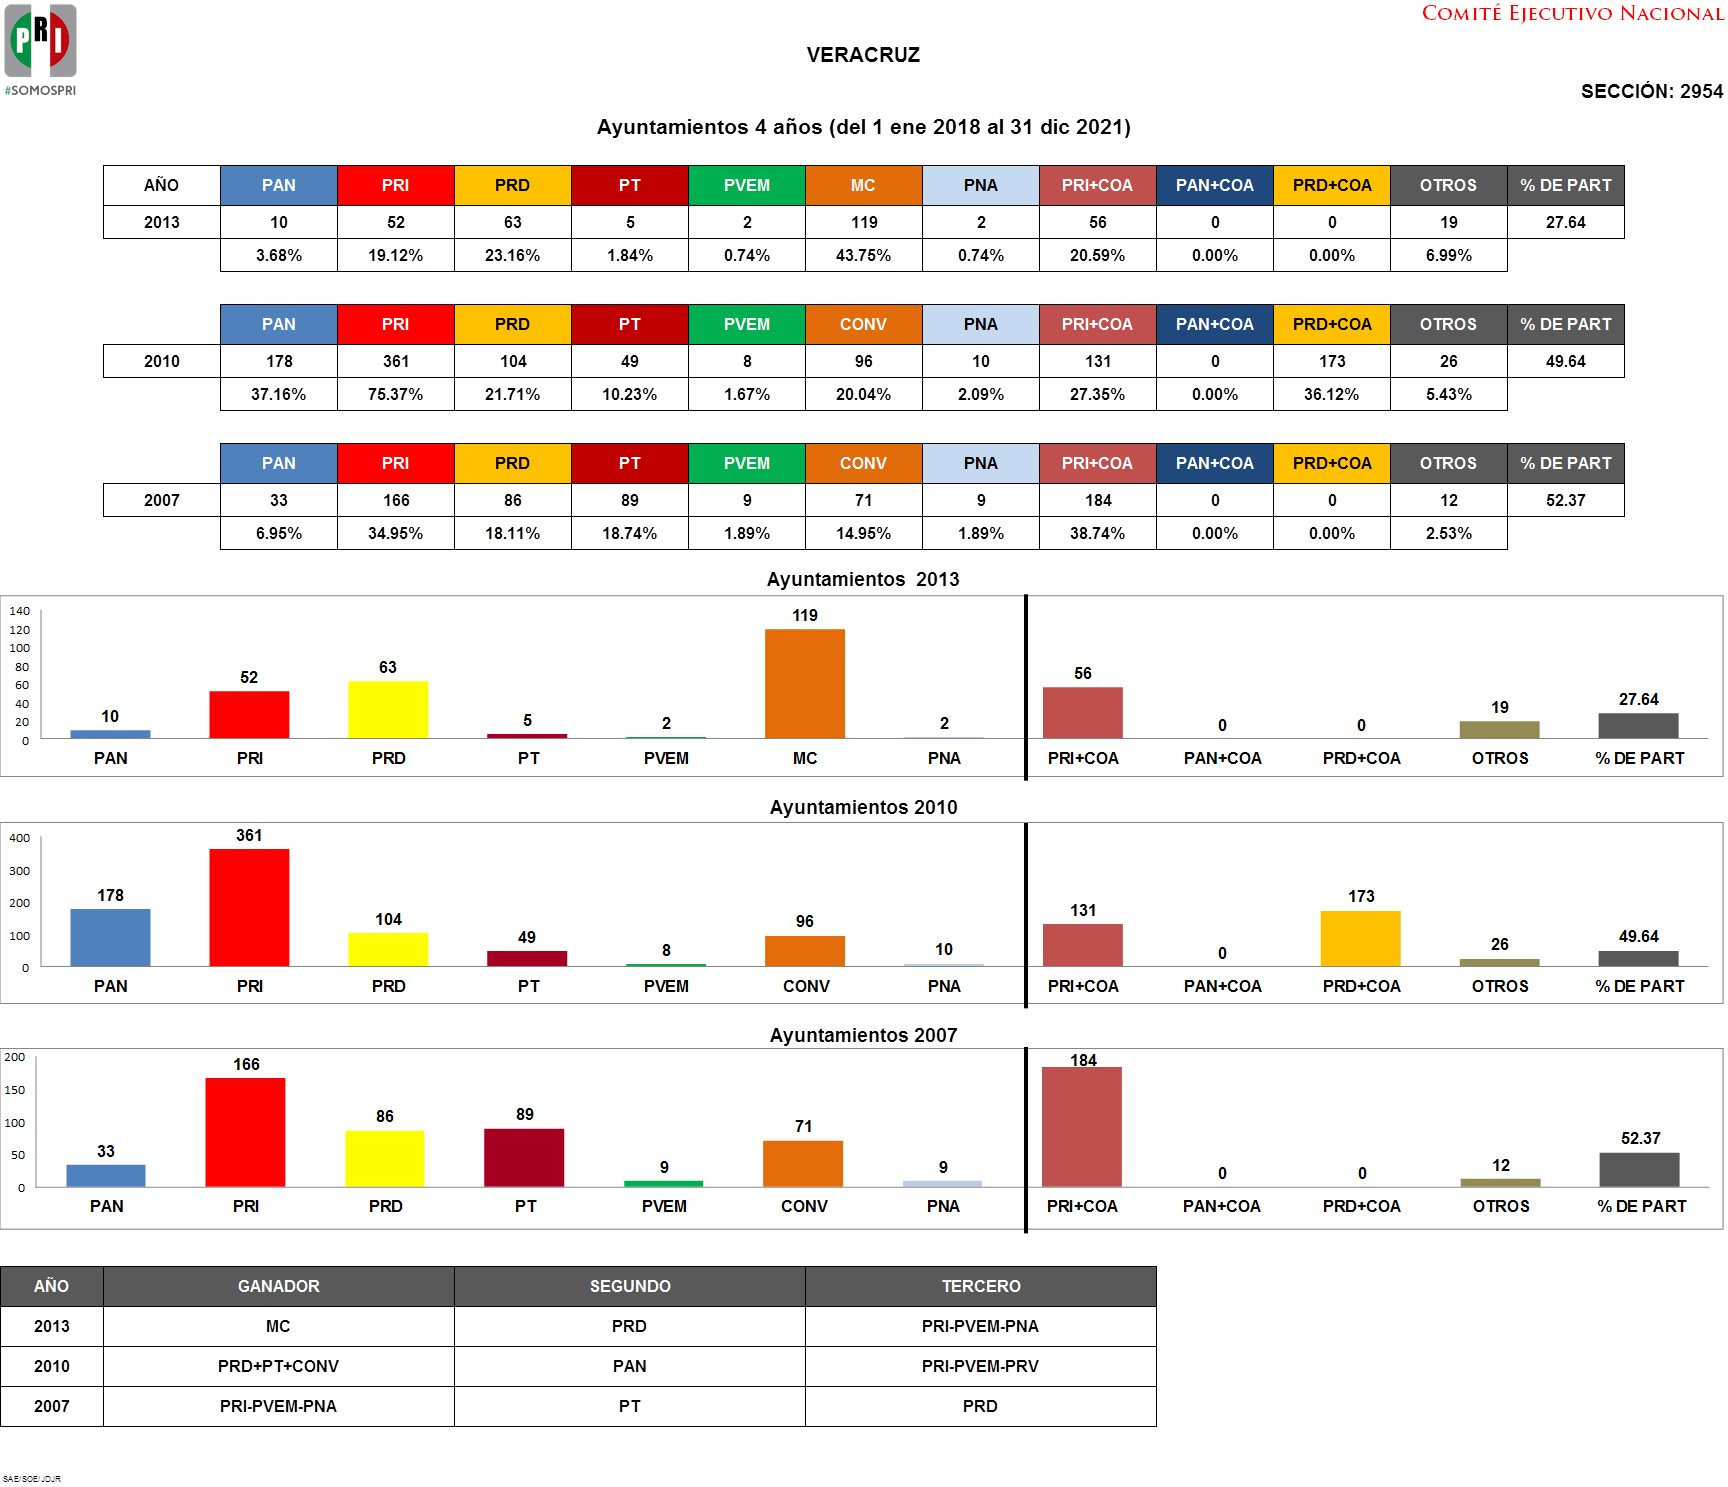 PRI
#SOMOSPRI
COMITÉ EJECUTIVO NACIONAL
VERACRUZ
SECCIÓN: 2954
Ayuntamientos 4 años (del 1 ene 2018 al 31 dic 2021)
AÑO PAN PRI PRD PT PVEM MC PNA PRI+COA PAN+COA PRD+COA OTROS % DE PART
2013 10 52 63 5 2 119 2 56 0 0 19 27.64
3.68% 19.12% 23.16% 1.84% 0.74% 43.75% 0.74% 20.59% 0.00% 0.00% 6.99%
PAN PRI PRD PT PVEM CONV PNA PRI+COA PAN+COA PRD+COA OTROS % DE PART
2010 178 361 104 49 8 96 10 131 0 173 26 49.64
37.16% 75.37% 21.71% 10.23% 1.67% 20.04% 2.09% 27.35% 0.00% 36.12% 5.43%
PAN PRI PRD PT PVEM CONV PNA PRI+COA PAN+COA PRD+COA OTROS % DE PART
2007 33 166 86 89 9 71 9 184 0 0 12 52.37
6.95% 34.95% 18.11% 18.74% 1.89% 14.95% 1.89% 38.74% 0.00% 0.00% 2.53%
Ayuntamientos 2013
140
120
100
80
60
40
20
0
10 52 63 5 2 119 2 56 0 0 19 27.64
PAN PRI PRD PT PVEM MC PNA PRI+COA PAN+COA PRD+COA OTROS % DE PART
Ayuntamientos 2010
400
300
200
100
0
178 361 104 49 8 96 10 131 0 173 26 49.64
PAN PRI PRD PT PVEM CONV PNA PRI+COA PAN+COA PRD+COA OTROS % DE PART
Ayuntamientos 2007
200
150
100
50
0
33 166 86 89 9 71 9 184 0 0 12 52.37
PAN PRI PRD PT PVEM CONV PNA PRI+COA PAN+COA PRD+COA OTROS % DE PART
AÑO GANADOR SEGUNDO TERCERO
2013 MC PRD PRI-PVEM-PNA
2010 PRD+PT+CONV PAN PRI-PVEM-PRV
2007 PRI-PVEM-PNA PT PRD
SAE/SOE/JDJR